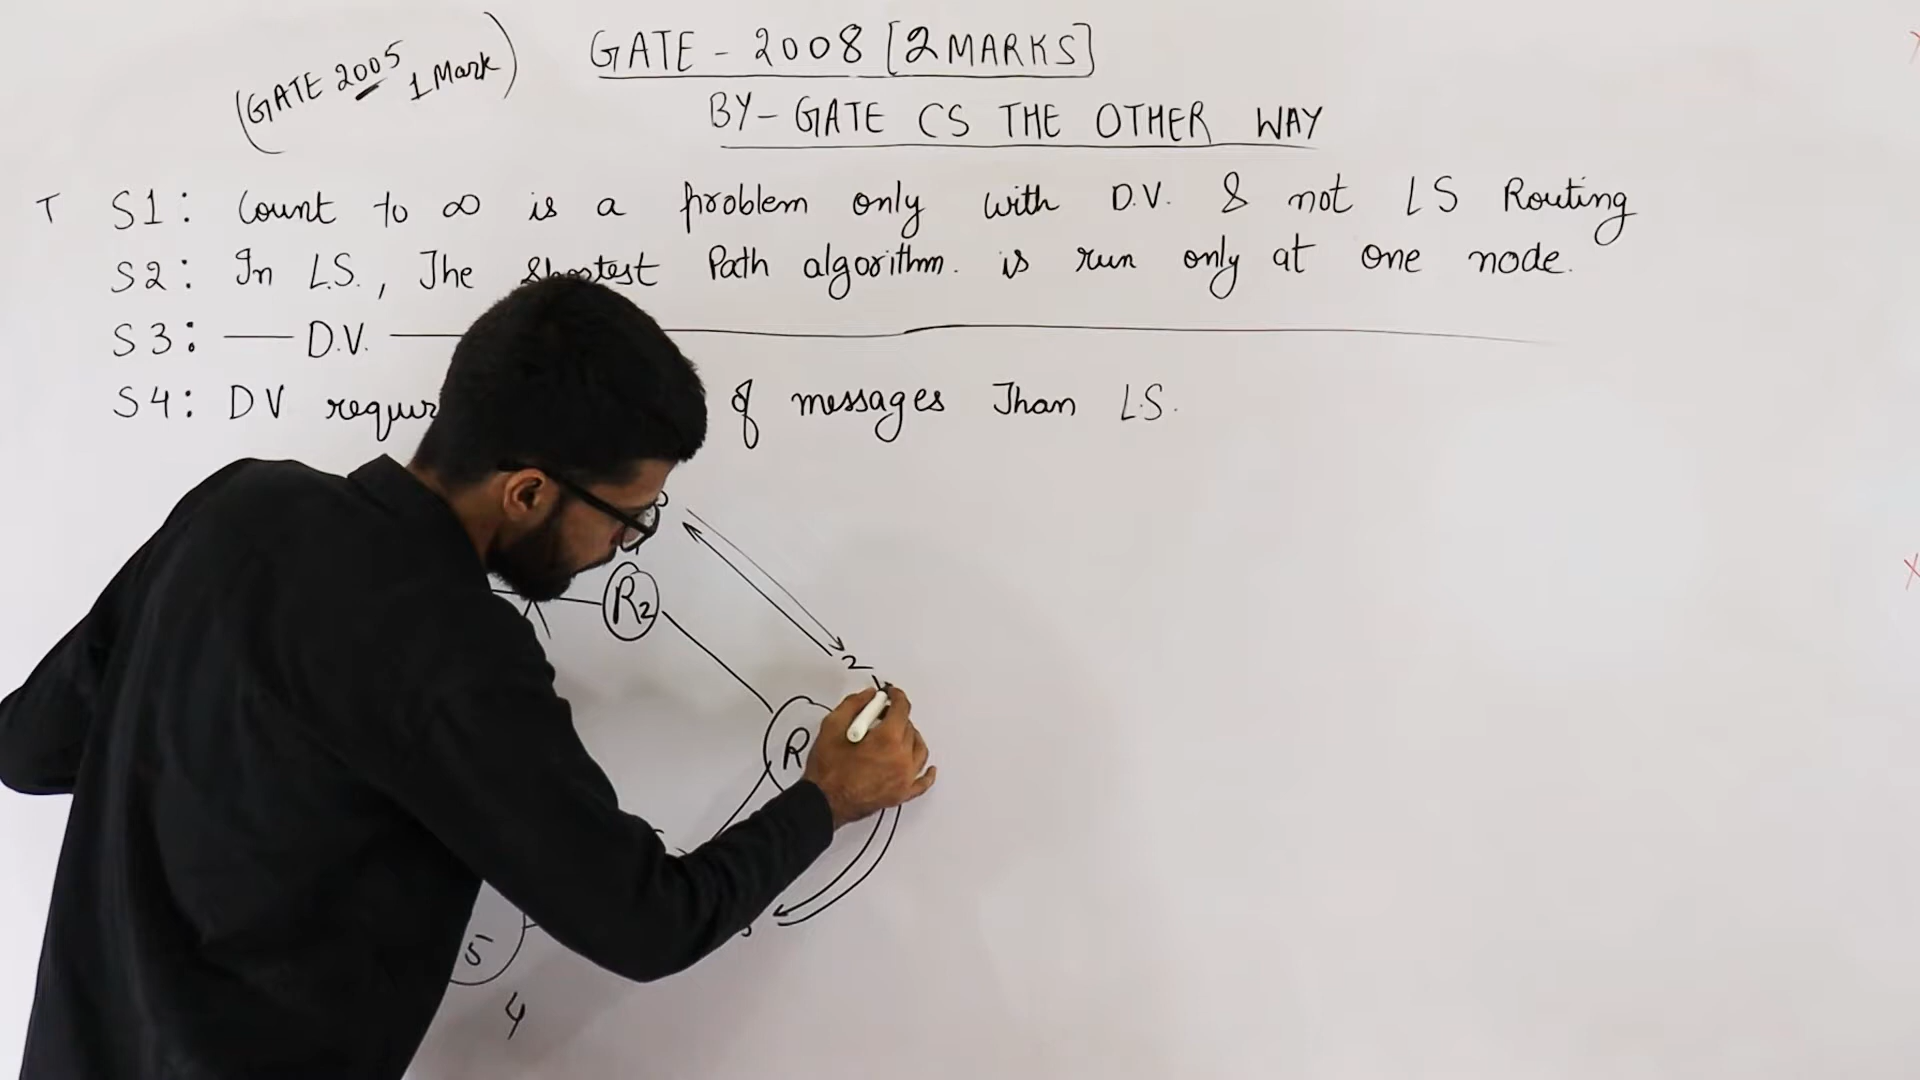 (GATE 2005 1 Mark)
GATE - 2008 [2 MARKS]
BY - GATE CS THE OTHER WAY
T S1: Count to ∞ is a problem only with D.V. & not LS Routing
S2: In L.S., The Shortest Path algorithm. is run only at one node.
S3: — D.V. —
S4: DV requir of messages Than L.S.
R2
2
R
5
4